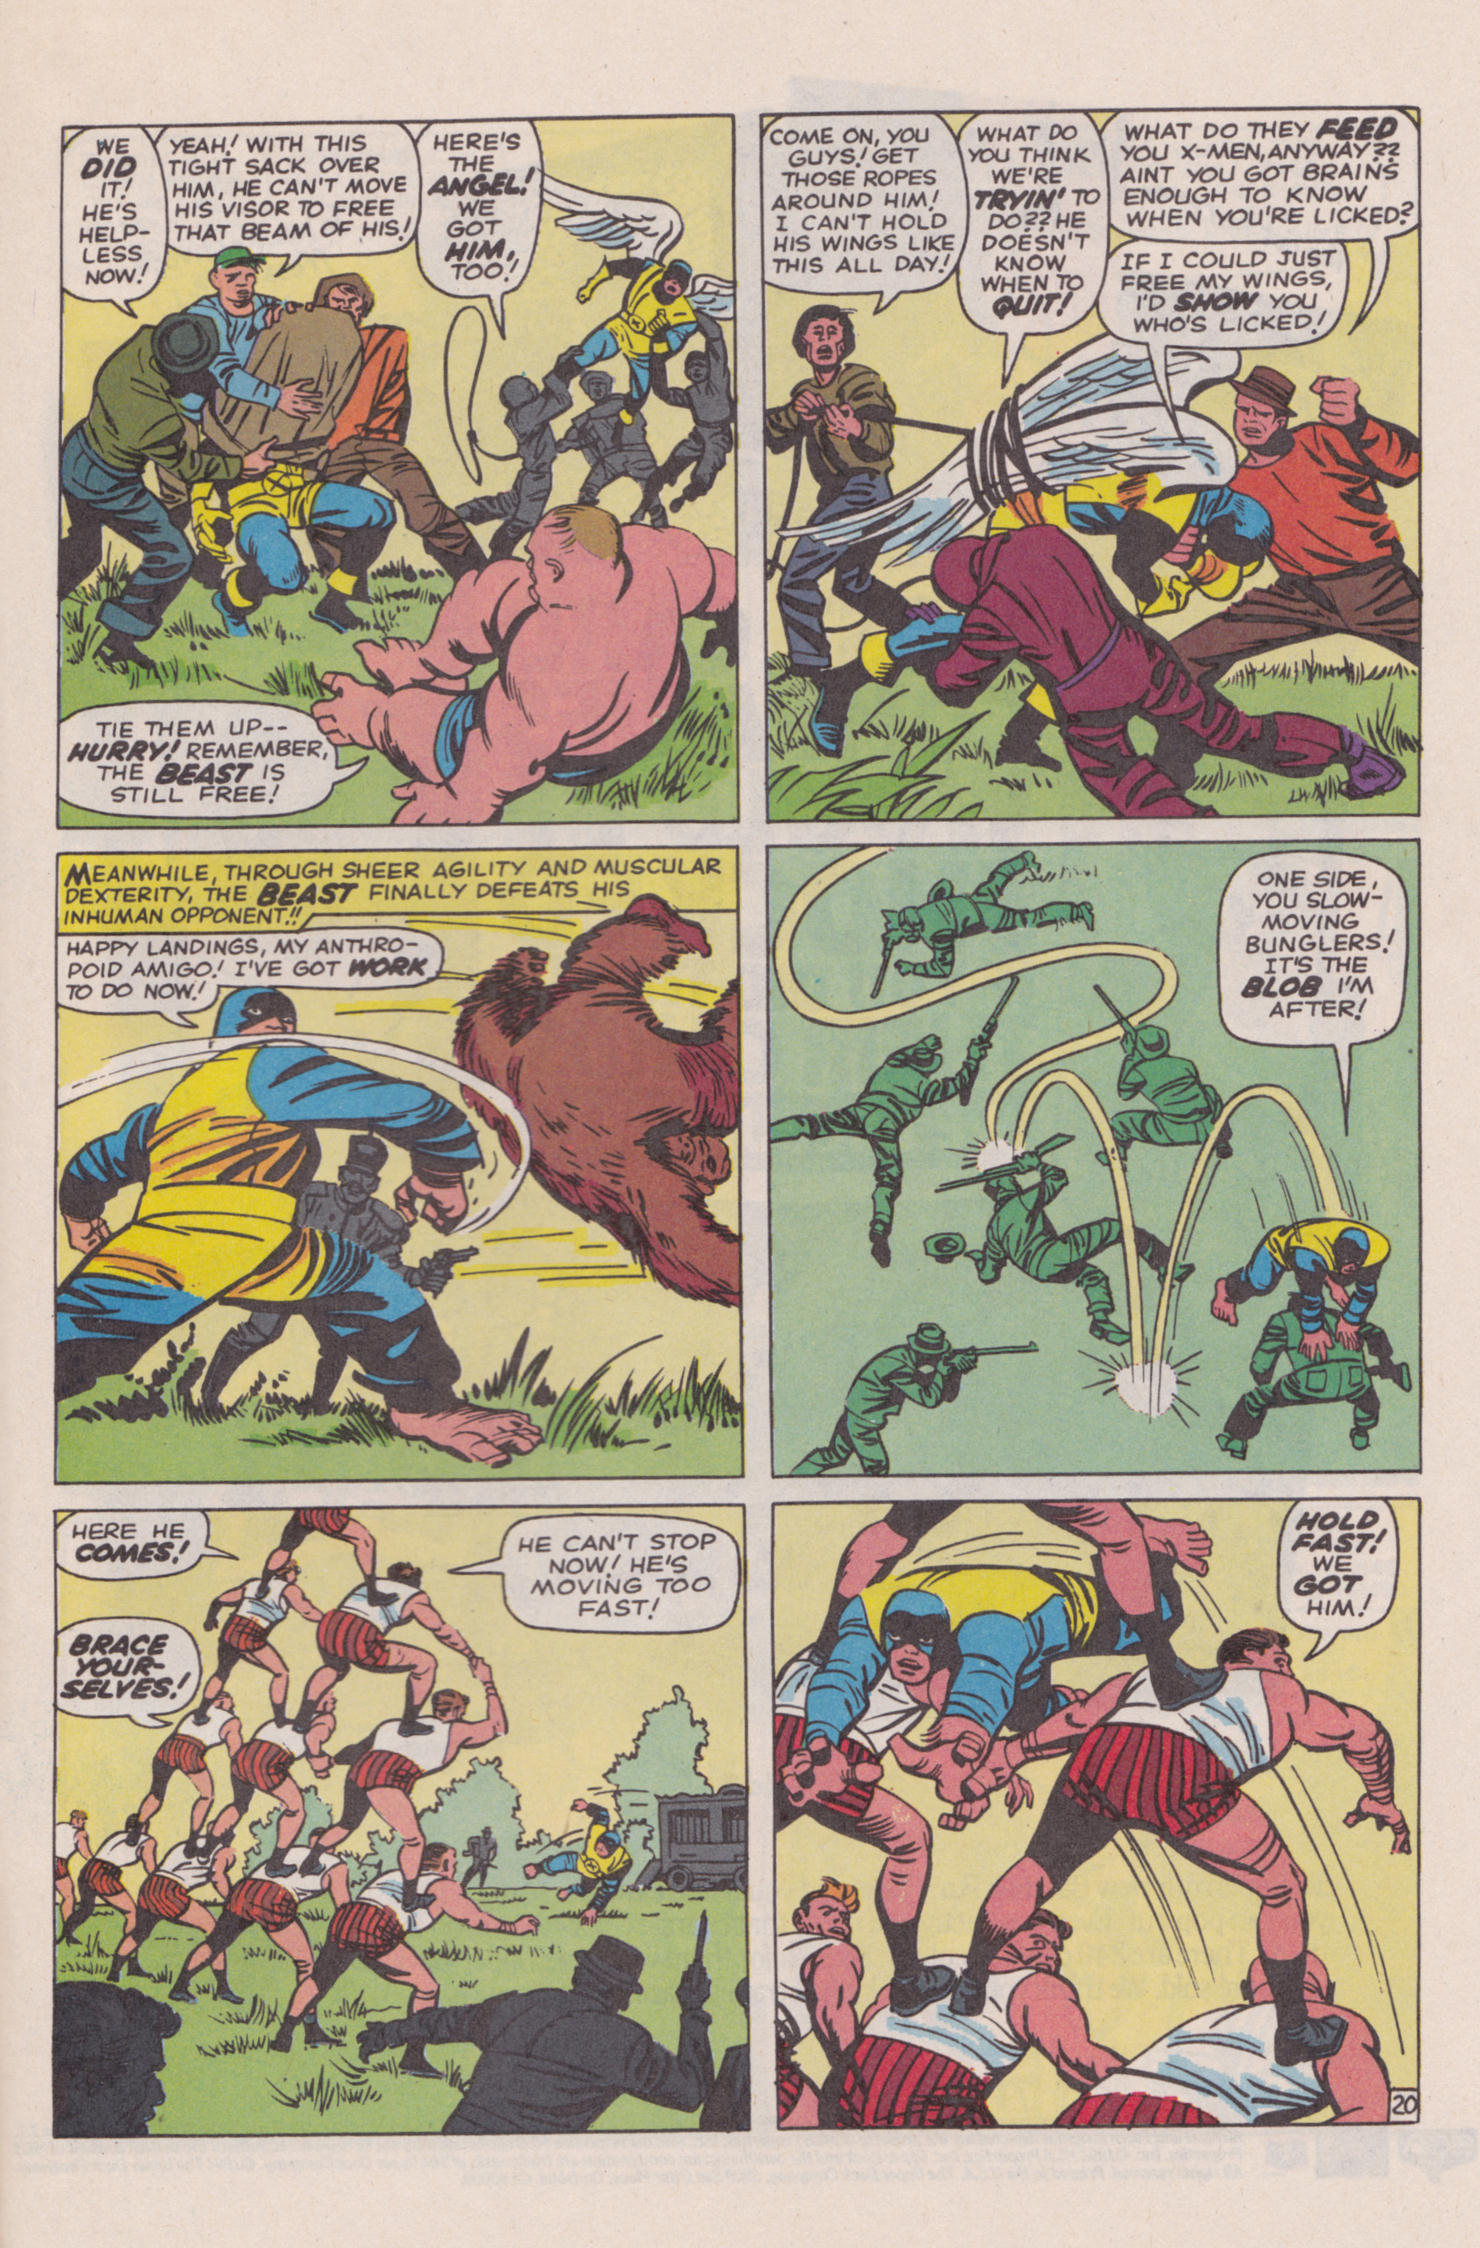 WE
DID
IT!
HE'S
HELP-
LESS
NOW!
YEAH! WITH THIS
TIGHT SACK OVER
HIM, HE CAN'T MOVE
HIS VISOR TO FREE
THAT BEAM OF HIS!
HERE'S
THE
ANGEL!
WE
GOT
HIM,
TOO!
TIE THEM UP--
HURRY! REMEMBER,
THE BEAST IS
STILL FREE!
COME ON, YOU
GUYS! GET
THOSE ROPES
AROUND HIM!
I CAN'T HOLD
HIS WINGS LIKE
THIS ALL DAY!
WHAT DO
YOU THINK
WE'RE
TRYIN' TO
DO?? HE
DOESN'T
KNOW
WHEN TO
QUIT!
WHAT DO THEY FEED
YOU X-MEN, ANYWAY??
AINT YOU GOT BRAINS
ENOUGH TO KNOW
WHEN YOU'RE LICKED?
IF I COULD JUST
FREE MY WINGS,
I'D SHOW YOU
WHO'S LICKED!
MEANWHILE, THROUGH SHEER AGILITY AND MUSCULAR
DEXTERITY, THE BEAST FINALLY DEFEATS HIS
INHUMAN OPPONENT!!
HAPPY LANDINGS, MY ANTHRO-
POID AMIGO! I'VE GOT WORK
TO DO NOW!
ONE SIDE,
YOU SLOW-
MOVING
BUNGLERS!
IT'S THE
BLOB I'M
AFTER!
HERE HE
COMES!
BRACE
YOUR-
SELVES!
HE CAN'T STOP
NOW! HE'S
MOVING TOO
FAST!
HOLD
FAST!
WE
GOT
HIM!
20